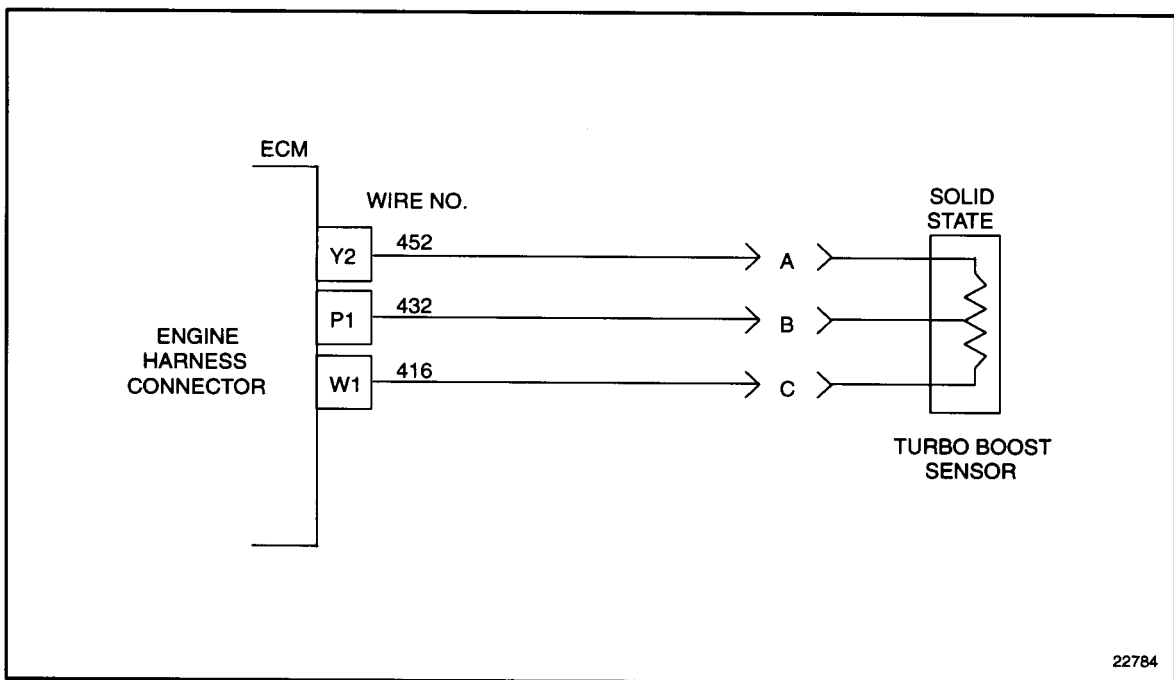 ECM
WIRE NO.
SOLID
STATE
Y2 452 A
P1 432 B
W1 416 C
ENGINE
HARNESS
CONNECTOR
TURBO BOOST
SENSOR
22784